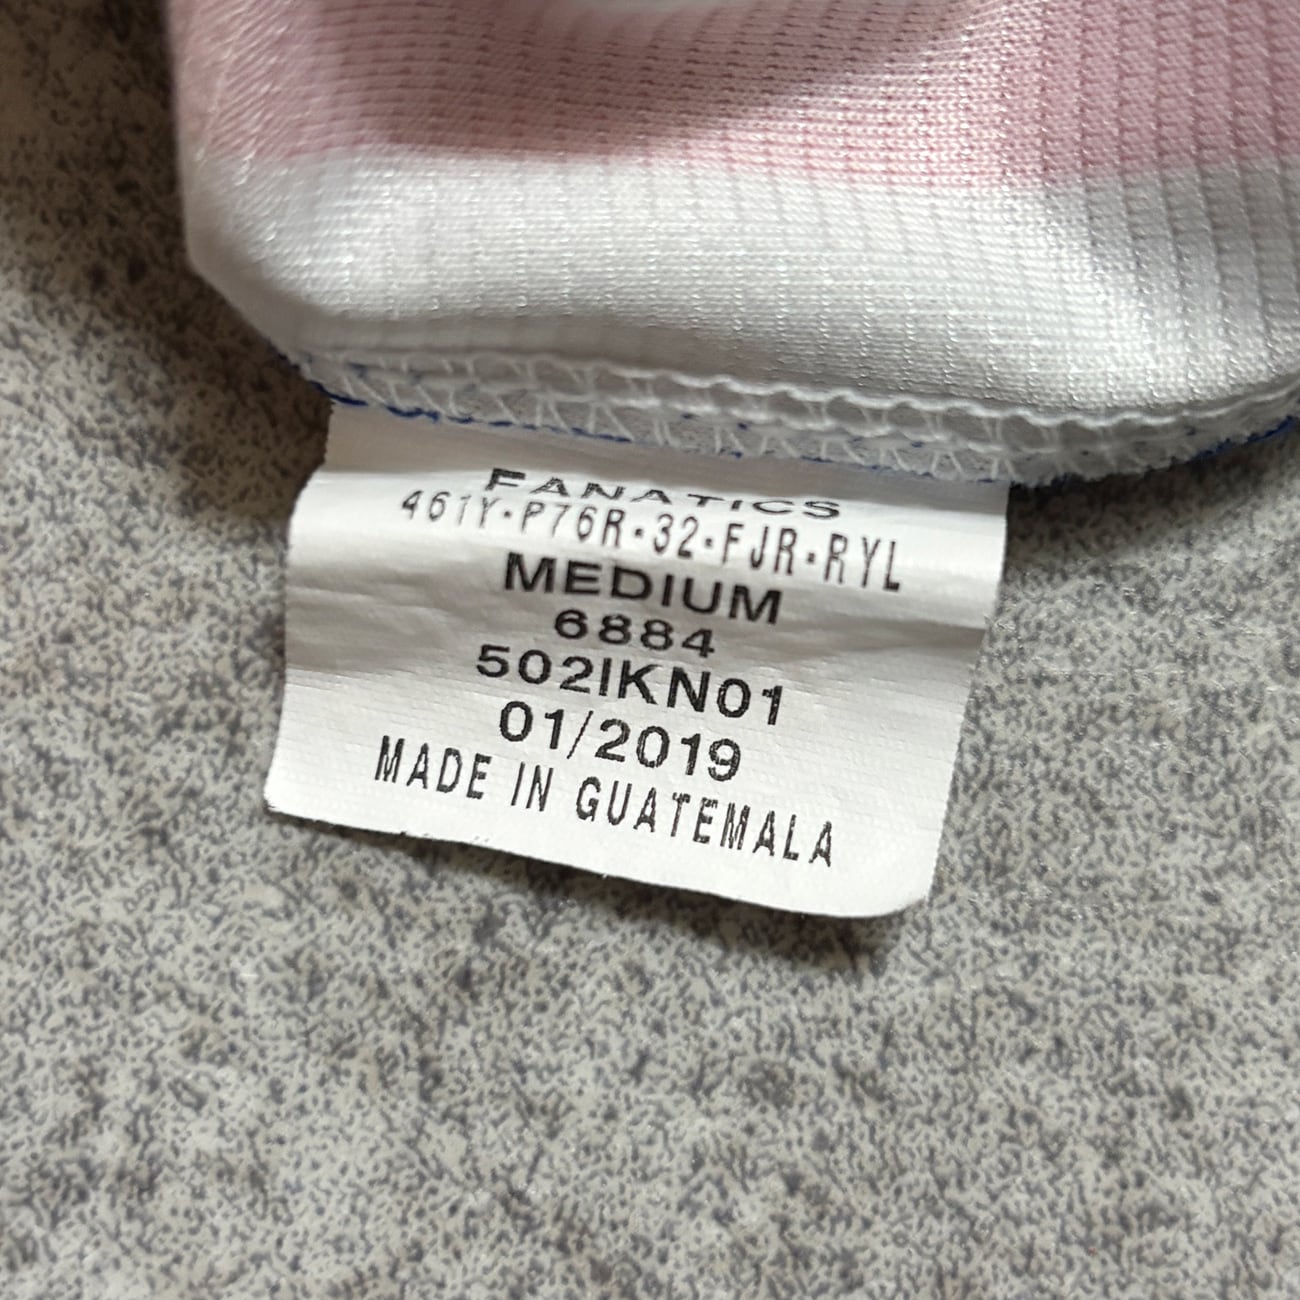 FANATICS
461Y-P76R-32-FJR-RYL
MEDIUM
6884
502IKN01
01/2019
MADE IN GUATEMALA